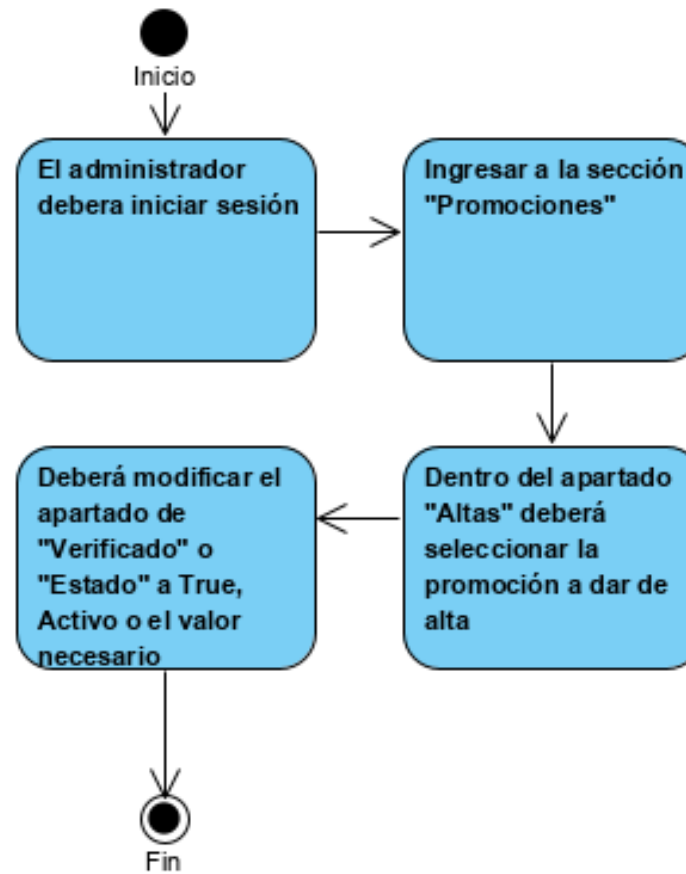 Inicio
El administrador
debera iniciar sesión
Ingresar a la sección
"Promociones"
Dentro del apartado
"Altas" deberá
seleccionar la
promoción a dar de
alta
Deberá modificar el
apartado de
"Verificado" o
"Estado" a True,
Activo o el valor
necesario
Fin